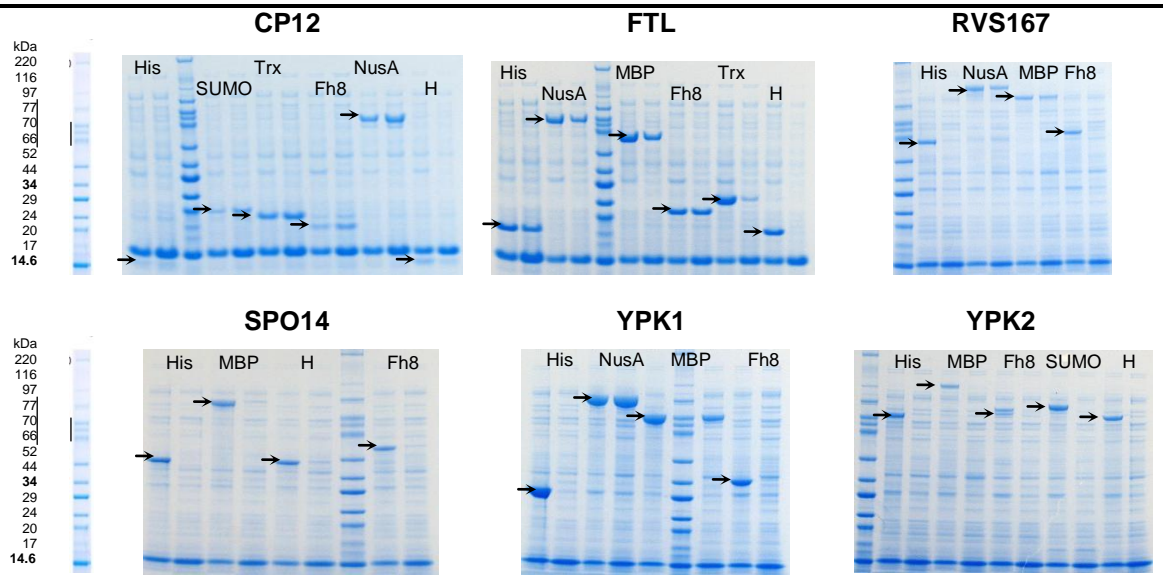 CP12 FTL RVS167
kDa
220
116
97
77
70
66
52
44
34
29
24
20
17
14.6
His SUMO Trx Fh8 NusA H
His NusA MBP Fh8 Trx H
His NusA MBP Fh8
SPO14 YPK1 YPK2
kDa
220
116
97
77
70
66
52
44
34
29
24
20
17
14.6
His MBP H Fh8
His NusA MBP Fh8
His MBP Fh8 SUMO H